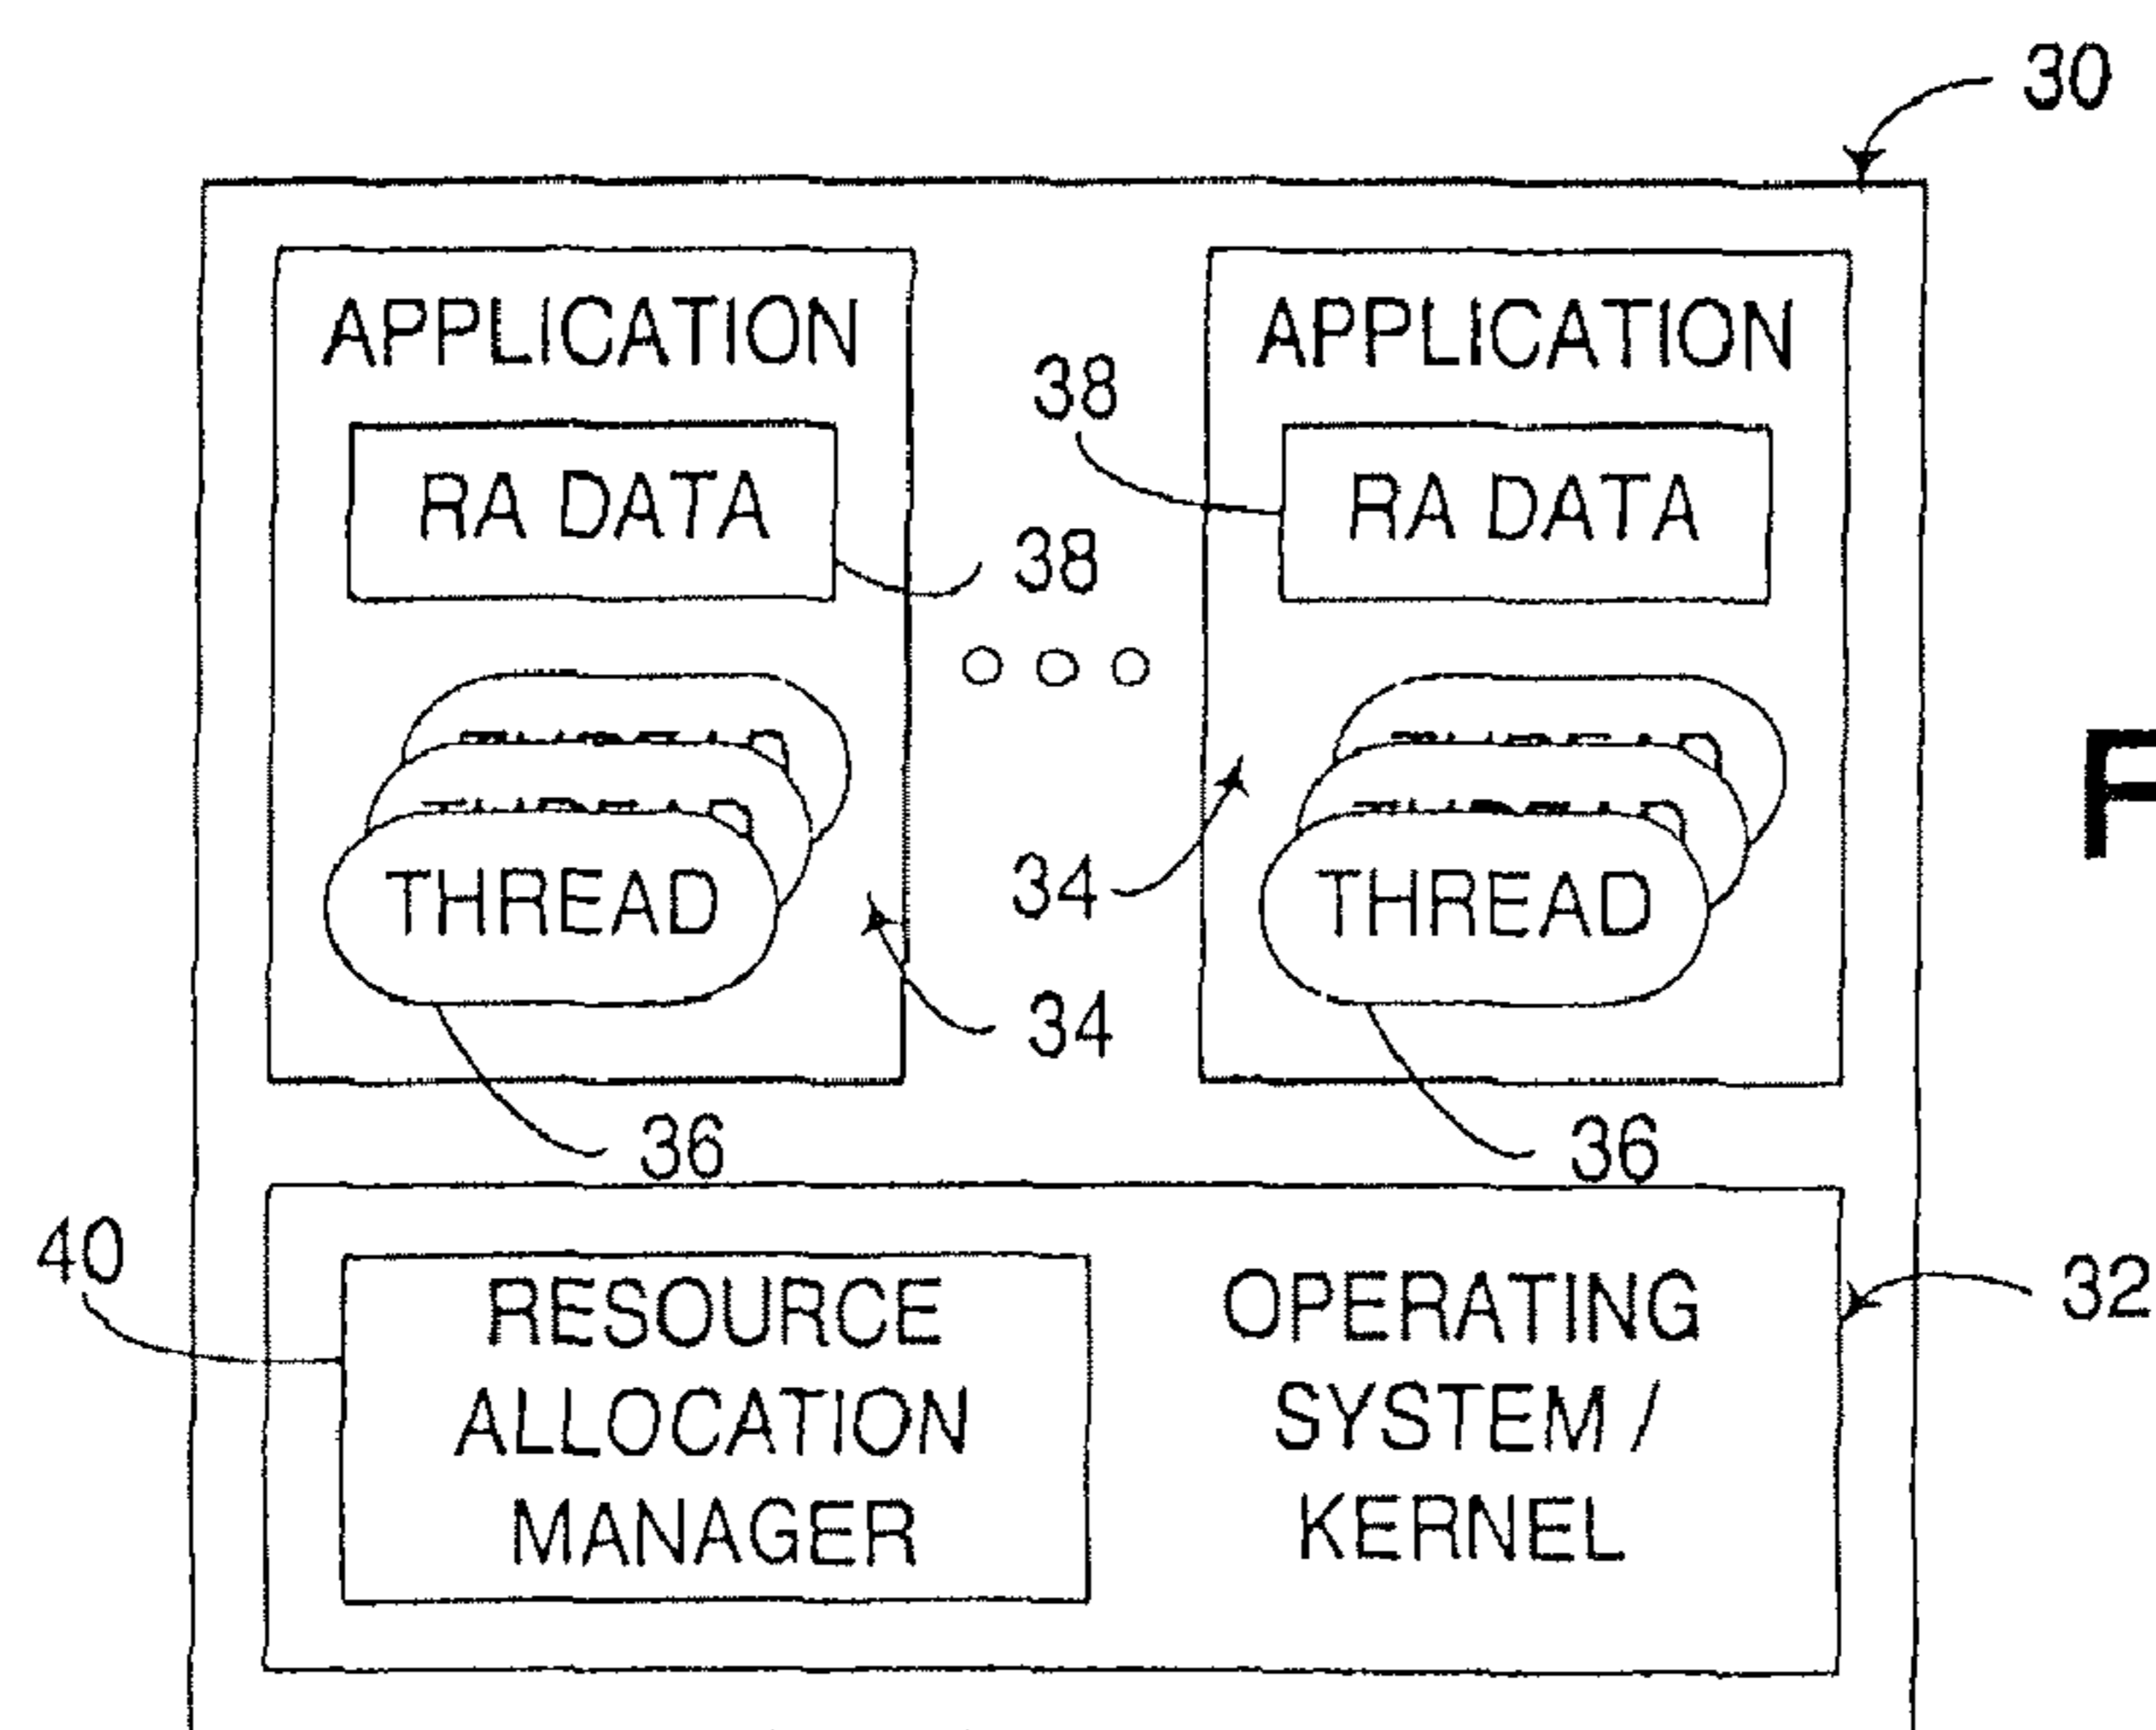 30
APPLICATION
APPLICATION
38
RA DATA
RA DATA
38
34
THREAD
THREAD
34
36
36
40
RESOURCE
ALLOCATION
MANAGER
OPERATING
SYSTEM /
KERNEL
32